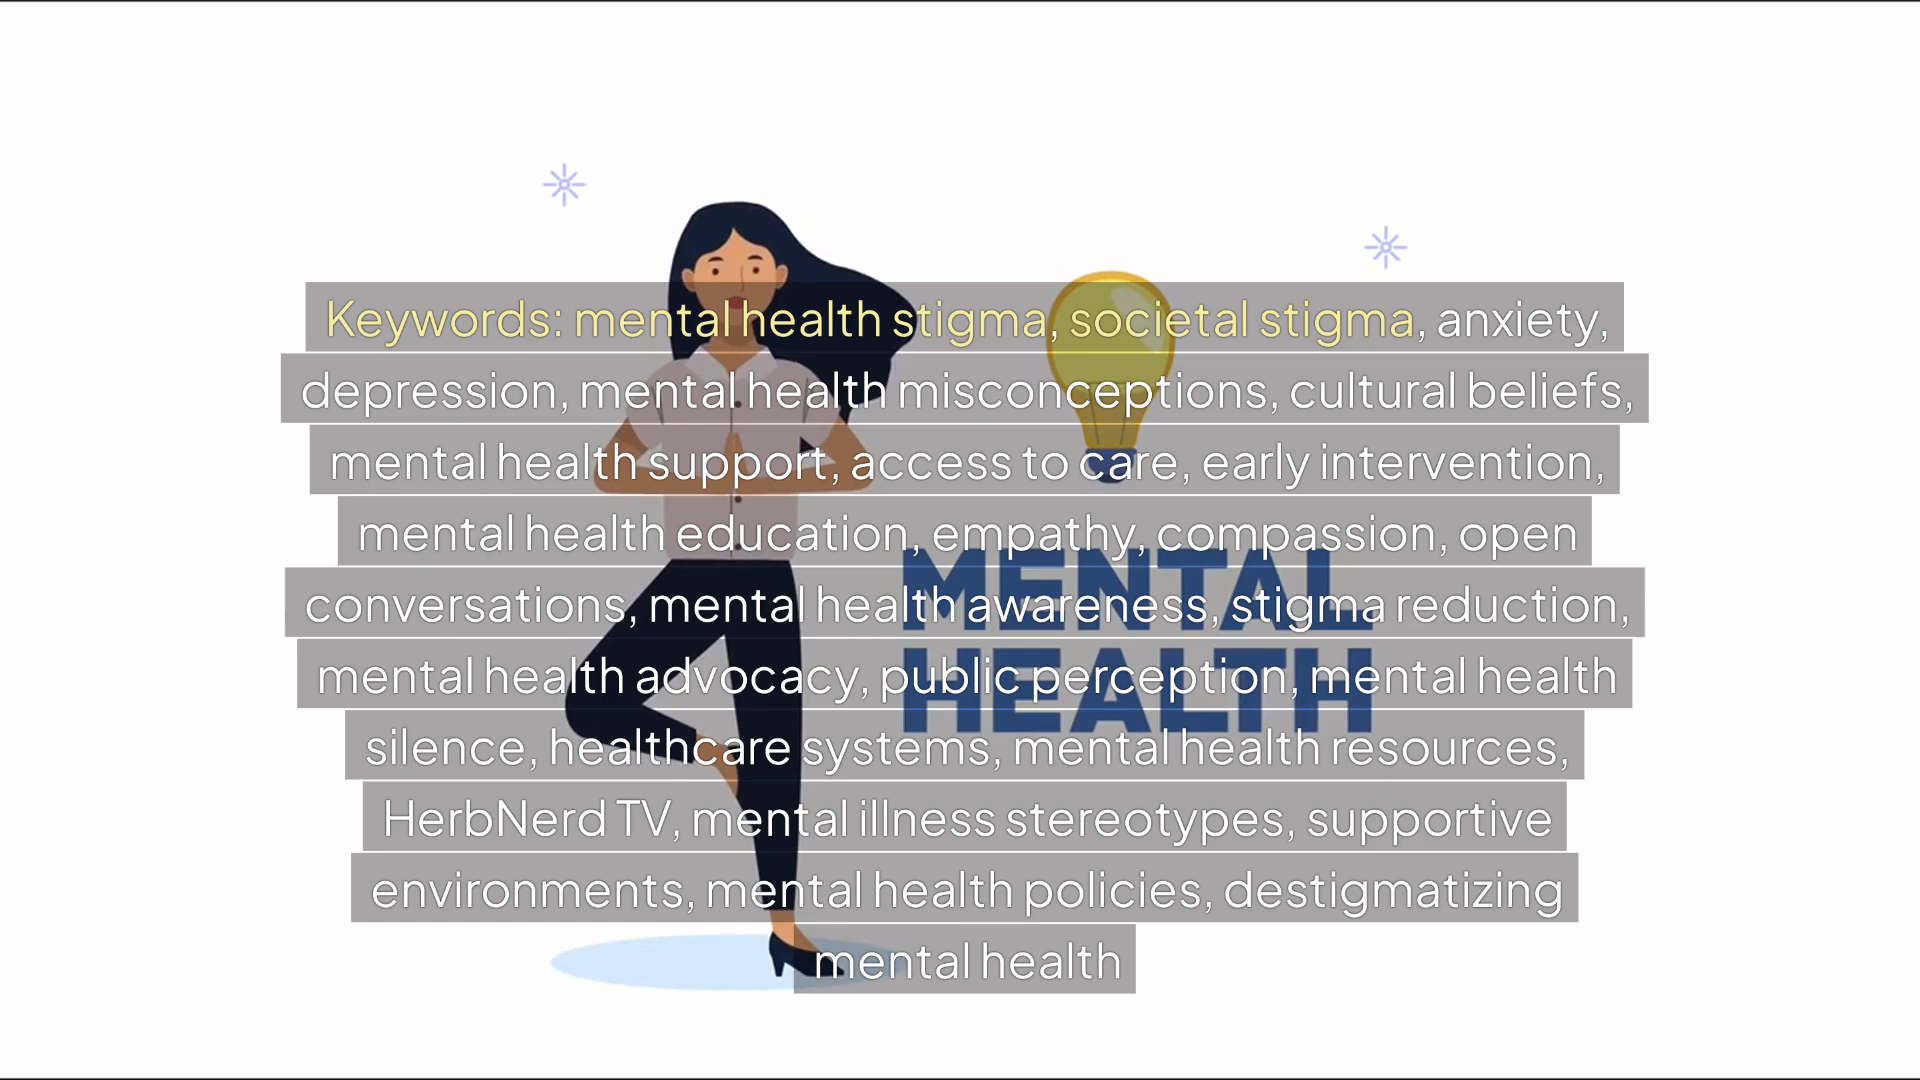 Keywords: mental health stigma, societal stigma, anxiety,
depression, mental health misconceptions, cultural beliefs,
mental health support, access to care, early intervention,
mental health education, empathy, compassion, open
conversations, mental health awareness, stigma reduction,
mental health advocacy, public perception, mental health
silence, healthcare systems, mental health resources,
HerbNerd TV, mental illness stereotypes, supportive
environments, mental health policies, destigmatizing
mental health
MENTAL
HEALTH